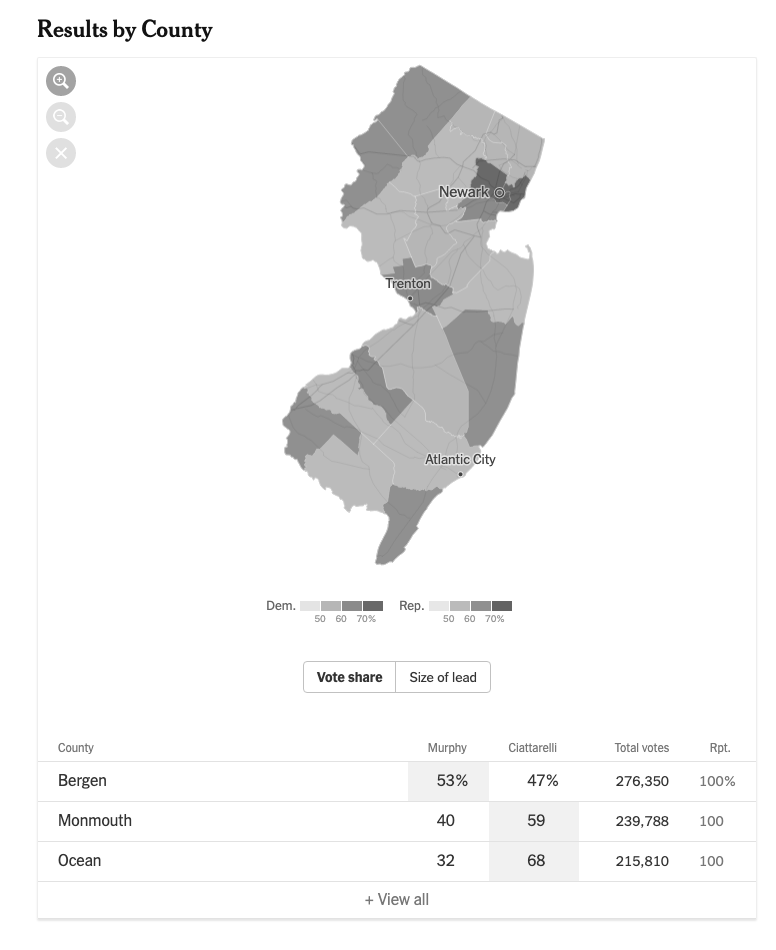 Results by County
Newark
Trenton
Atlantic City
Dem. Rep.
50 60 70% 50 60 70%
Vote share Size of lead
County Murphy Ciattarelli Total votes Rpt.
Bergen 53% 47% 276,350 100%
Monmouth 40 59 239,788 100
Ocean 32 68 215,810 100
+ View all